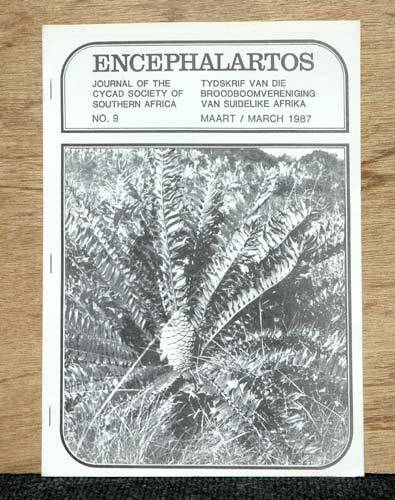 ENCEPHALARTOS
JOURNAL OF THE
CYCAD SOCIETY OF
SOUTHERN AFRICA
NO. 9
TYDSKRIF VAN DIE
BROODBOOMVERENIGING
VAN SUIDELIKE AFRIKA
MAART / MARCH 1987